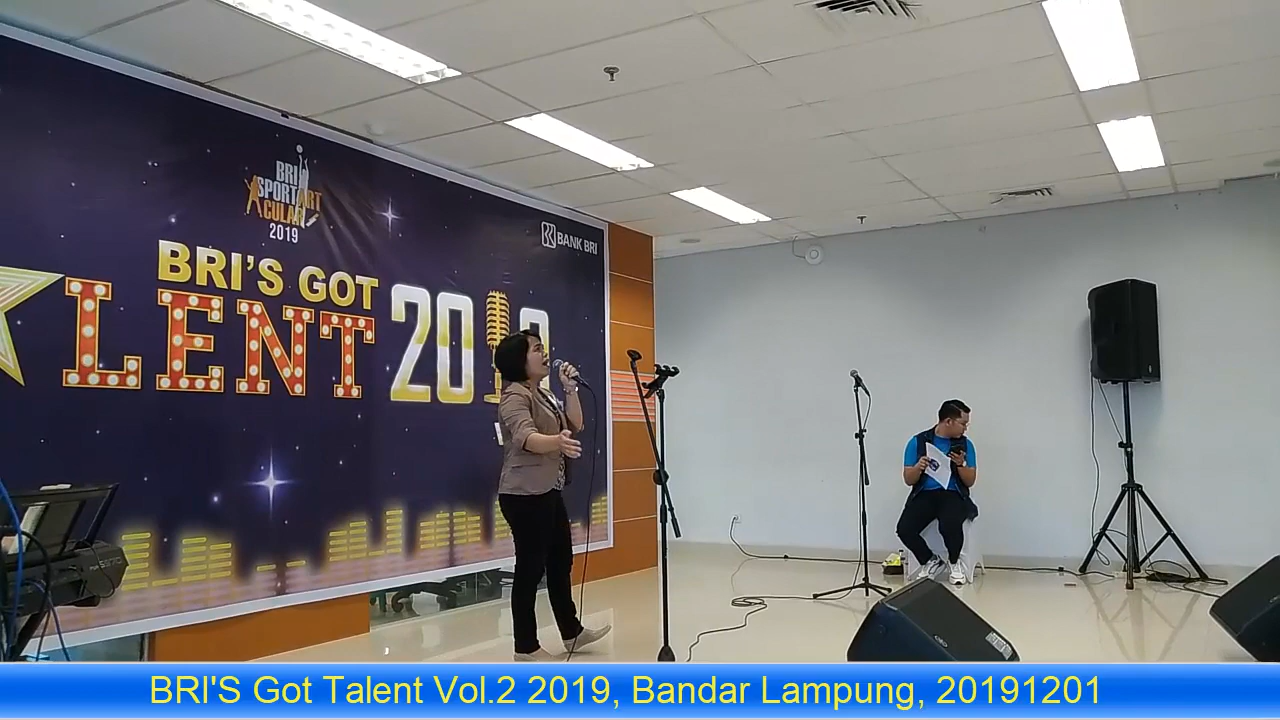 BRI
SPORTART
CULAR
2019
BANK BRI
BRI'S GOT
LENT 20
BRI'S Got Talent Vol.2 2019, Bandar Lampung, 20191201